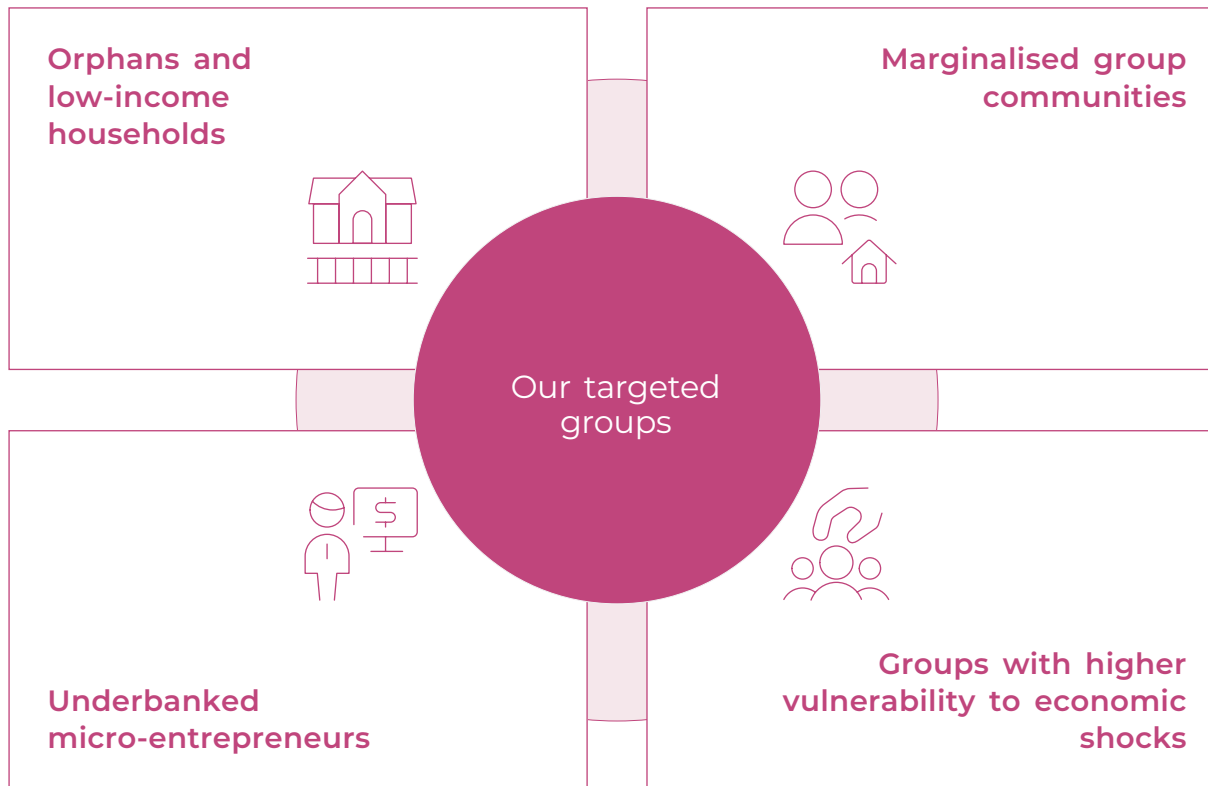 Orphans and
low-income
households
Marginalised group
communities
Our targeted
groups
Underbanked
micro-entrepreneurs
Groups with higher
vulnerability to economic
shocks
$